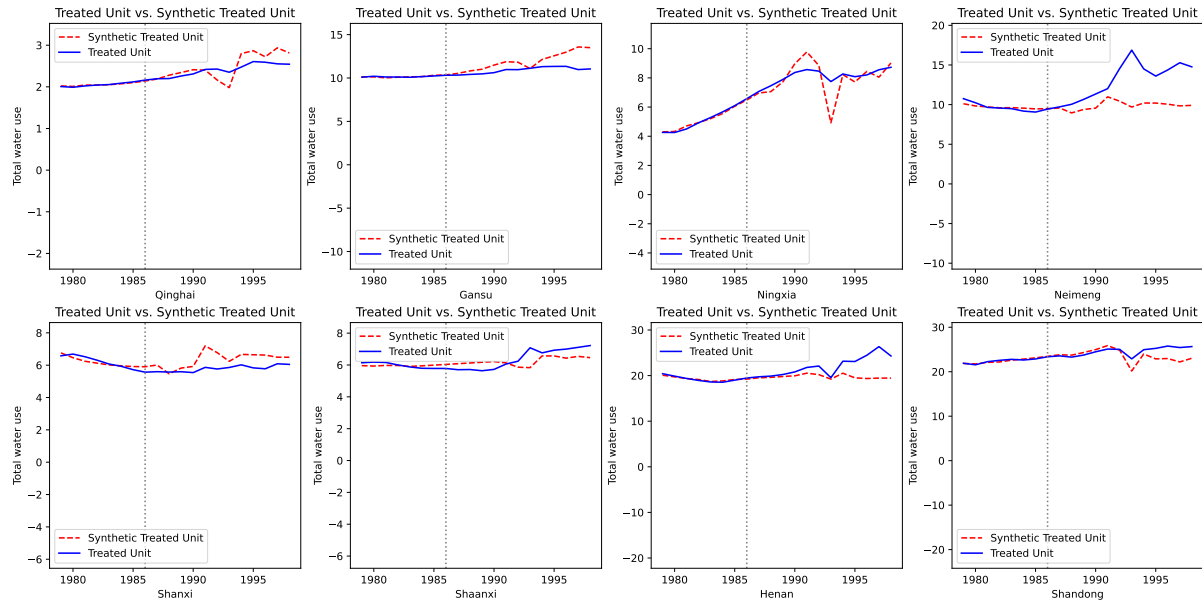 Treated Unit vs. Synthetic Treated Unit
Total water use
3
2
1
0
−1
−2
Synthetic Treated Unit
Treated Unit
1980 1985 1990 1995
Qinghai
Treated Unit vs. Synthetic Treated Unit
Total water use
15
10
5
0
−5
−10
Synthetic Treated Unit
Treated Unit
1980 1985 1990 1995
Gansu
Treated Unit vs. Synthetic Treated Unit
Total water use
10
8
6
4
2
0
−2
−4
Synthetic Treated Unit
Treated Unit
1980 1985 1990 1995
Ningxia
Treated Unit vs. Synthetic Treated Unit
Total water use
20
15
10
5
0
−5
−10
Synthetic Treated Unit
Treated Unit
1980 1985 1990 1995
Neimeng
Treated Unit vs. Synthetic Treated Unit
Total water use
8
6
4
2
0
−2
−4
−6
Synthetic Treated Unit
Treated Unit
1980 1985 1990 1995
Shanxi
Treated Unit vs. Synthetic Treated Unit
Total water use
8
6
4
2
0
−2
−4
−6
Synthetic Treated Unit
Treated Unit
1980 1985 1990 1995
Shaanxi
Treated Unit vs. Synthetic Treated Unit
Total water use
30
20
10
0
−10
−20
Synthetic Treated Unit
Treated Unit
1980 1985 1990 1995
Henan
Treated Unit vs. Synthetic Treated Unit
Total water use
30
20
10
0
−10
−20
Synthetic Treated Unit
Treated Unit
1980 1985 1990 1995
Shandong